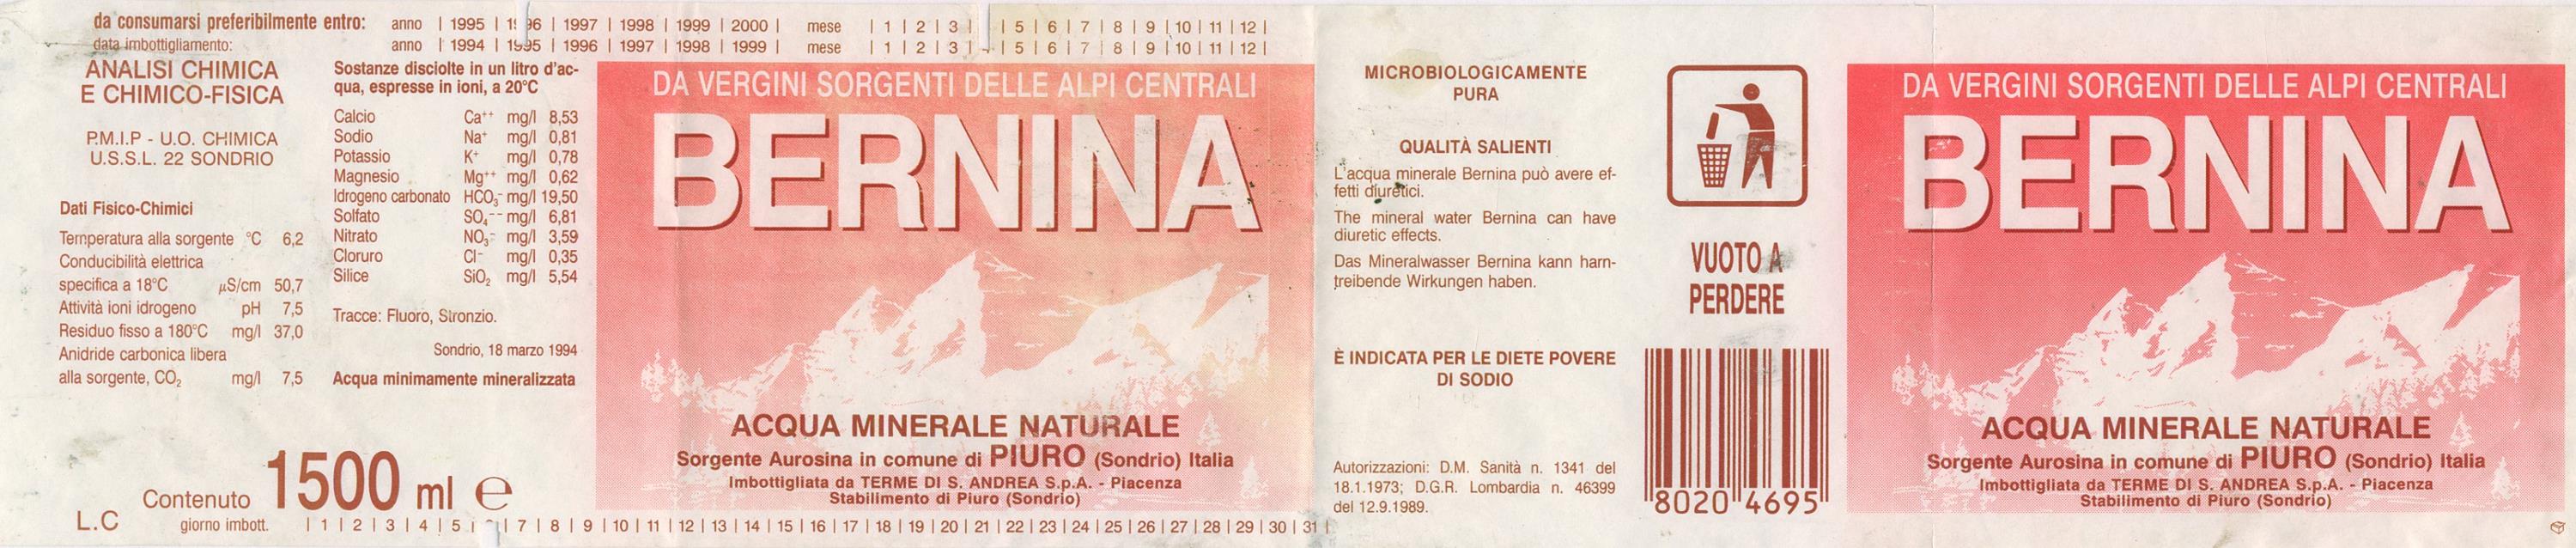 da consumarsi preferibilmente entro: anno | 1995 | 1996 | 1997 | 1998 | 1999 | 2000 | mese | 1 | 2 | 3 | | 5 | 6 | 7 | 8 | 9 | 10 | 11 | 12 |
data imbottigliamento: anno | 1994 | 1995 | 1996 | 1997 | 1998 | 1999 | mese | 1 | 2 | 3 | | 5 | 6 | 7 | 8 | 9 | 10 | 11 | 12 |
ANALISI CHIMICA
E CHIMICO-FISICA
P.M.I.P - U.O. CHIMICA
U.S.S.L. 22 SONDRIO
Dati Fisico-Chimici
Temperatura alla sorgente °C 6,2
Conducibilità elettrica
specifica a 18°C µS/cm 50,7
Attività ioni idrogeno pH 7,5
Residuo fisso a 180°C mg/l 37,0
Anidride carbonica libera
alla sorgente, CO₂ mg/l 7,5
Sostanze disciolte in un litro d'ac-
qua, espresse in ioni, a 20°C
Calcio Ca⁺⁺ mg/l 8,53
Sodio Na⁺ mg/l 0,81
Potassio K⁺ mg/l 0,78
Magnesio Mg⁺⁺ mg/l 0,62
Idrogeno carbonato HCO₃⁻ mg/l 19,50
Solfato SO₄⁻⁻ mg/l 6,81
Nitrato NO₃⁻ mg/l 3,59
Cloruro Cl⁻ mg/l 0,35
Silice SiO₂ mg/l 5,54
Tracce: Fluoro, Stronzio.
Sondrio, 18 marzo 1994
Acqua minimamente mineralizzata
Contenuto 1500 ml e
L.C
giorno imbott. | 1 | 2 | 3 | 4 | 5 | | 7 | 8 | 9 | 10 | 11 | 12 | 13 | 14 | 15 | 16 | 17 | 18 | 19 | 20 | 21 | 22 | 23 | 24 | 25 | 26 | 27 | 28 | 29 | 30 | 31 |
DA VERGINI SORGENTI DELLE ALPI CENTRALI
BERNINA
ACQUA MINERALE NATURALE
Sorgente Aurosina in comune di PIURO (Sondrio) Italia
Imbottigliata da TERME DI S. ANDREA S.p.A. - Piacenza
Stabilimento di Piuro (Sondrio)
MICROBIOLOGICAMENTE
PURA
QUALITÀ SALIENTI
L'acqua minerale Bernina può avere ef-
fetti diuretici.
The mineral water Bernina can have
diuretic effects.
Das Mineralwasser Bernina kann harn-
treibende Wirkungen haben.
È INDICATA PER LE DIETE POVERE
DI SODIO
Autorizzazioni: D.M. Sanità n. 1341 del
18.1.1973; D.G.R. Lombardia n. 46399
del 12.9.1989.
VUOTO A
PERDERE
8020 4695
DA VERGINI SORGENTI DELLE ALPI CENTRALI
BERNINA
ACQUA MINERALE NATURALE
Sorgente Aurosina in comune di PIURO (Sondrio) Italia
Imbottigliata da TERME DI S. ANDREA S.p.A. - Piacenza
Stabilimento di Piuro (Sondrio)